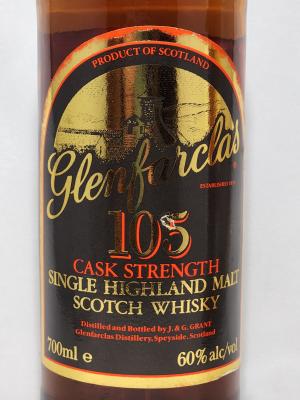 PRODUCT OF SCOTLAND
Glenfarclas
ESTABLISHED
105
CASK STRENGTH
SINGLE HIGHLAND MALT
SCOTCH WHISKY
Distilled and Bottled by J. & G. GRANT
Glenfarclas Distillery, Speyside, Scotland
700ml e 60% alc/vol